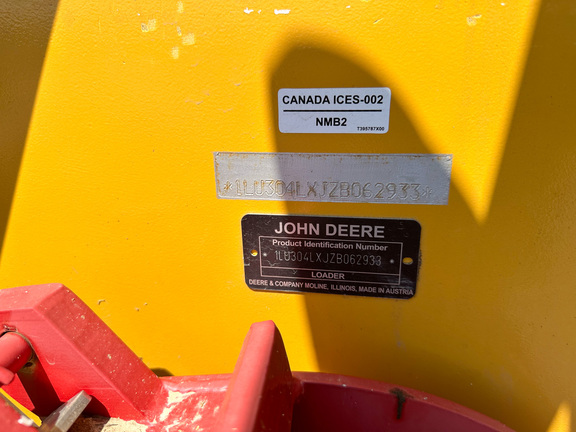 CANADA ICES-002
NMB2
T395787X00
*1LU304LXJZB062933*
JOHN DEERE
Product Identification Number
* 1LU304LXJZB062933 *
LOADER
DEERE & COMPANY MOLINE, ILLINOIS, MADE IN AUSTRIA